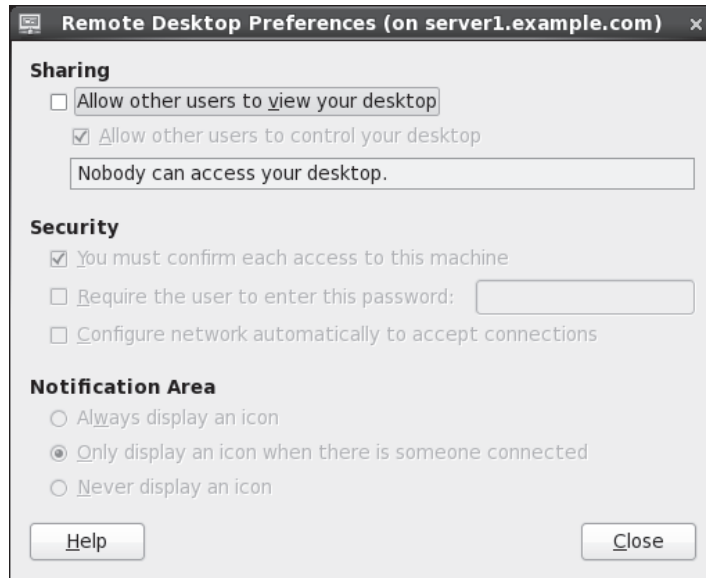 Remote Desktop Preferences (on server1.example.com)
Sharing
Allow other users to view your desktop
Allow other users to control your desktop
Nobody can access your desktop.
Security
You must confirm each access to this machine
Require the user to enter this password:
Configure network automatically to accept connections
Notification Area
Always display an icon
Only display an icon when there is someone connected
Never display an icon
Help Close